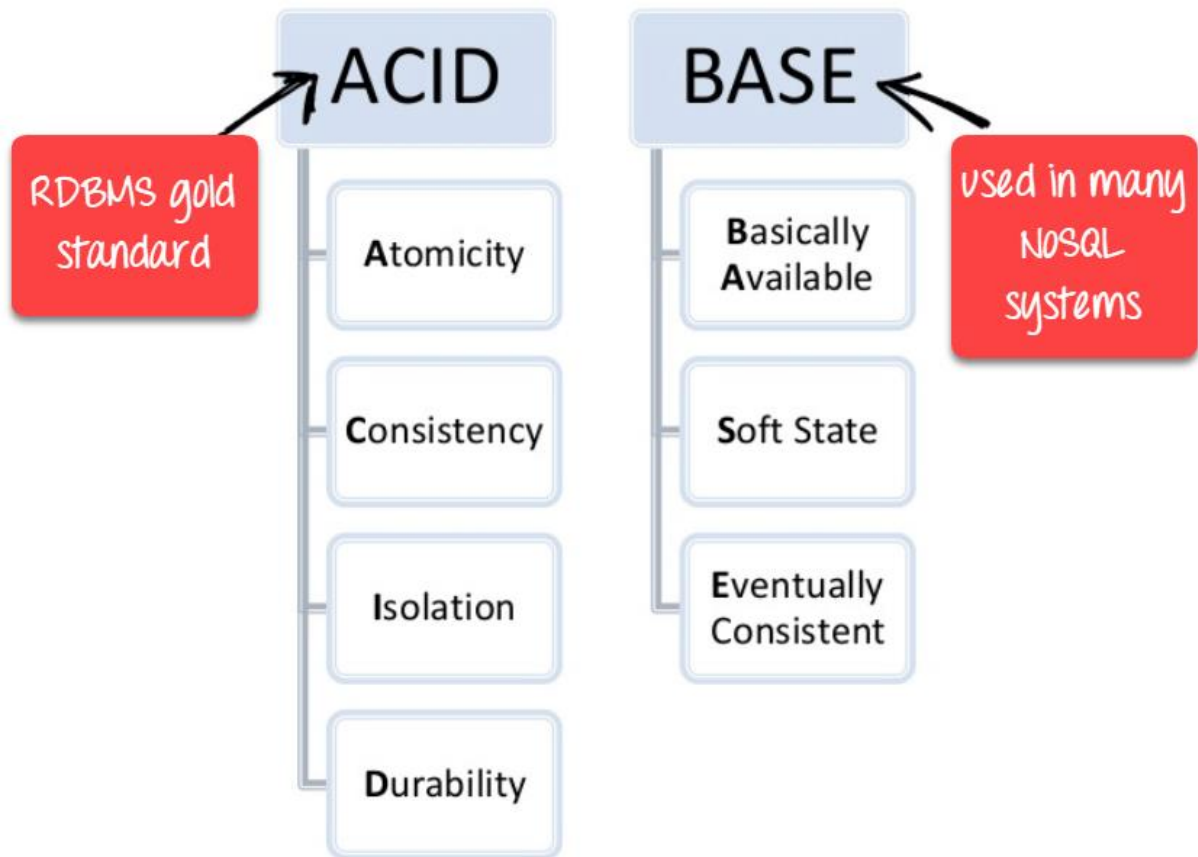 ACID
BASE
RDBMS gold
standard
used in many
NOSQL
systems
Atomicity
Consistency
Isolation
Durability
Basically
Available
Soft State
Eventually
Consistent